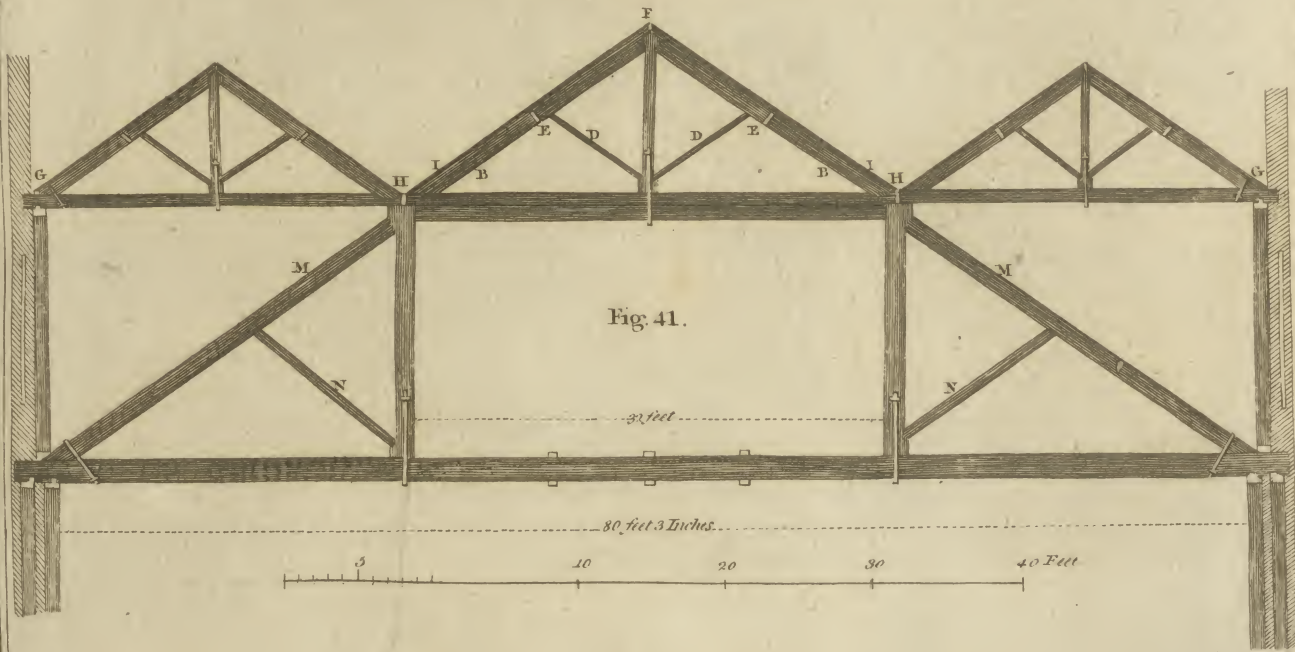 F
E D D E
G I B B I G
H H
M M
Fig. 41.
N N
32 feet
80 feet 3 Inches
5 10 20 30 40 Feet